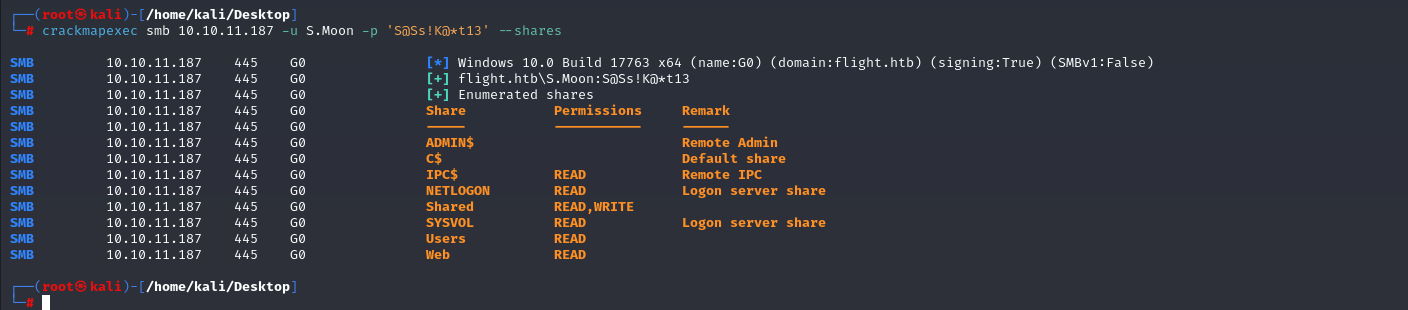 ┌──(root㉿kali)-[/home/kali/Desktop]
└─# crackmapexec smb 10.10.11.187 -u S.Moon -p 'S@Ss!K@*t13' --shares
SMB 10.10.11.187 445 G0 [*] Windows 10.0 Build 17763 x64 (name:G0) (domain:flight.htb) (signing:True) (SMBv1:False)
SMB 10.10.11.187 445 G0 [+] flight.htb\S.Moon:S@Ss!K@*t13
SMB 10.10.11.187 445 G0 [+] Enumerated shares
SMB 10.10.11.187 445 G0 Share Permissions Remark
SMB 10.10.11.187 445 G0 ----- ----------- ------
SMB 10.10.11.187 445 G0 ADMIN$ Remote Admin
SMB 10.10.11.187 445 G0 C$ Default share
SMB 10.10.11.187 445 G0 IPC$ READ Remote IPC
SMB 10.10.11.187 445 G0 NETLOGON READ Logon server share
SMB 10.10.11.187 445 G0 Shared READ,WRITE
SMB 10.10.11.187 445 G0 SYSVOL READ Logon server share
SMB 10.10.11.187 445 G0 Users READ
SMB 10.10.11.187 445 G0 Web READ
┌──(root㉿kali)-[/home/kali/Desktop]
└─#